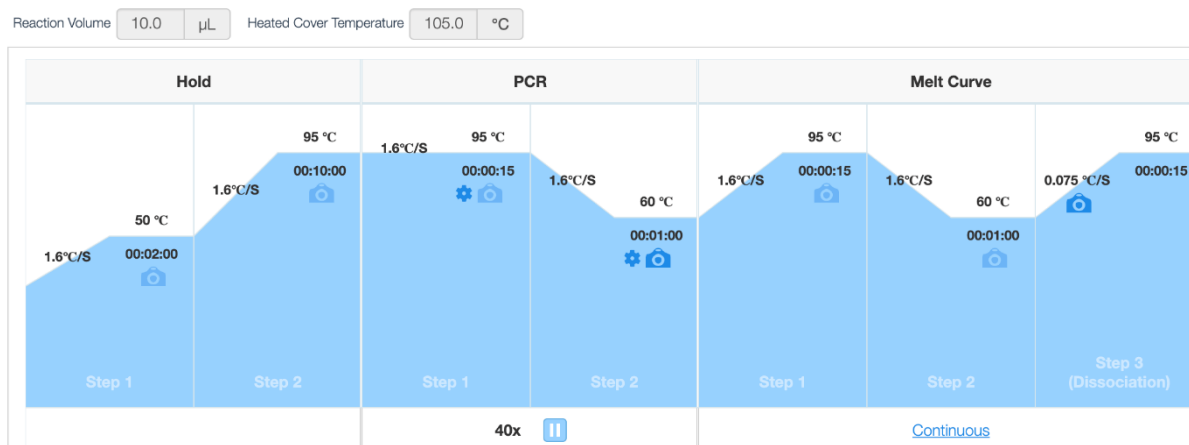 Reaction Volume 10.0 µL Heated Cover Temperature 105.0 °C
Hold PCR Melt Curve
95 °C 95 °C 95 °C 95 °C
1.6°C/S
00:10:00 00:00:15 00:00:15 00:00:15
1.6°C/S 1.6°C/S 1.6°C/S 1.6°C/S 0.075 °C/S
60 °C 60 °C
50 °C
00:01:00 00:01:00
1.6°C/S 00:02:00
Step 1 Step 2 Step 1 Step 2 Step 1 Step 2 Step 3
(Dissociation)
40x Continuous